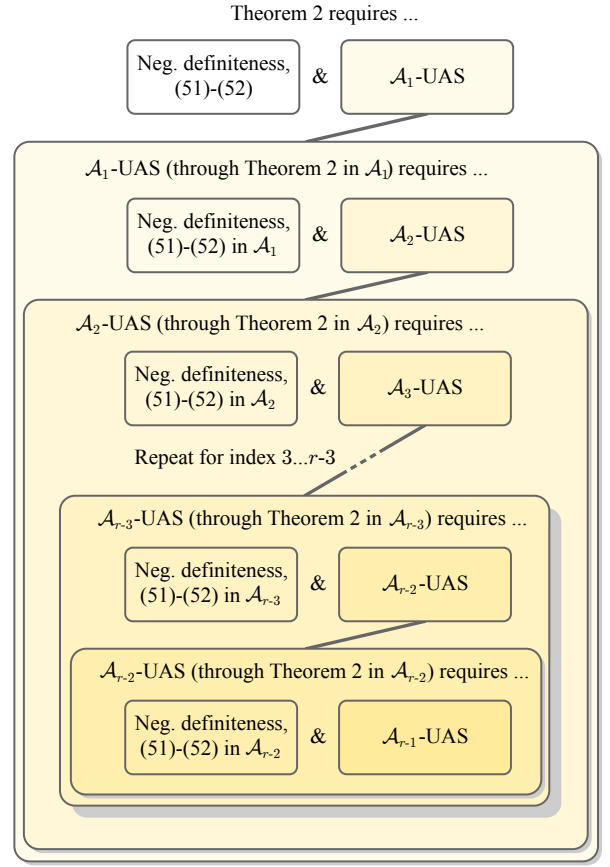 Theorem 2 requires ...
Neg. definiteness,
(51)-(52)
&
𝒜₁-UAS
𝒜₁-UAS (through Theorem 2 in 𝒜₁) requires ...
Neg. definiteness,
(51)-(52) in 𝒜₁
&
𝒜₂-UAS
𝒜₂-UAS (through Theorem 2 in 𝒜₂) requires ...
Neg. definiteness,
(51)-(52) in 𝒜₂
&
𝒜₃-UAS
Repeat for index 3...r-3
𝒜r-3-UAS (through Theorem 2 in 𝒜r-3) requires ...
Neg. definiteness,
(51)-(52) in 𝒜r-3
&
𝒜r-2-UAS
𝒜r-2-UAS (through Theorem 2 in 𝒜r-2) requires ...
Neg. definiteness,
(51)-(52) in 𝒜r-2
&
𝒜r-1-UAS